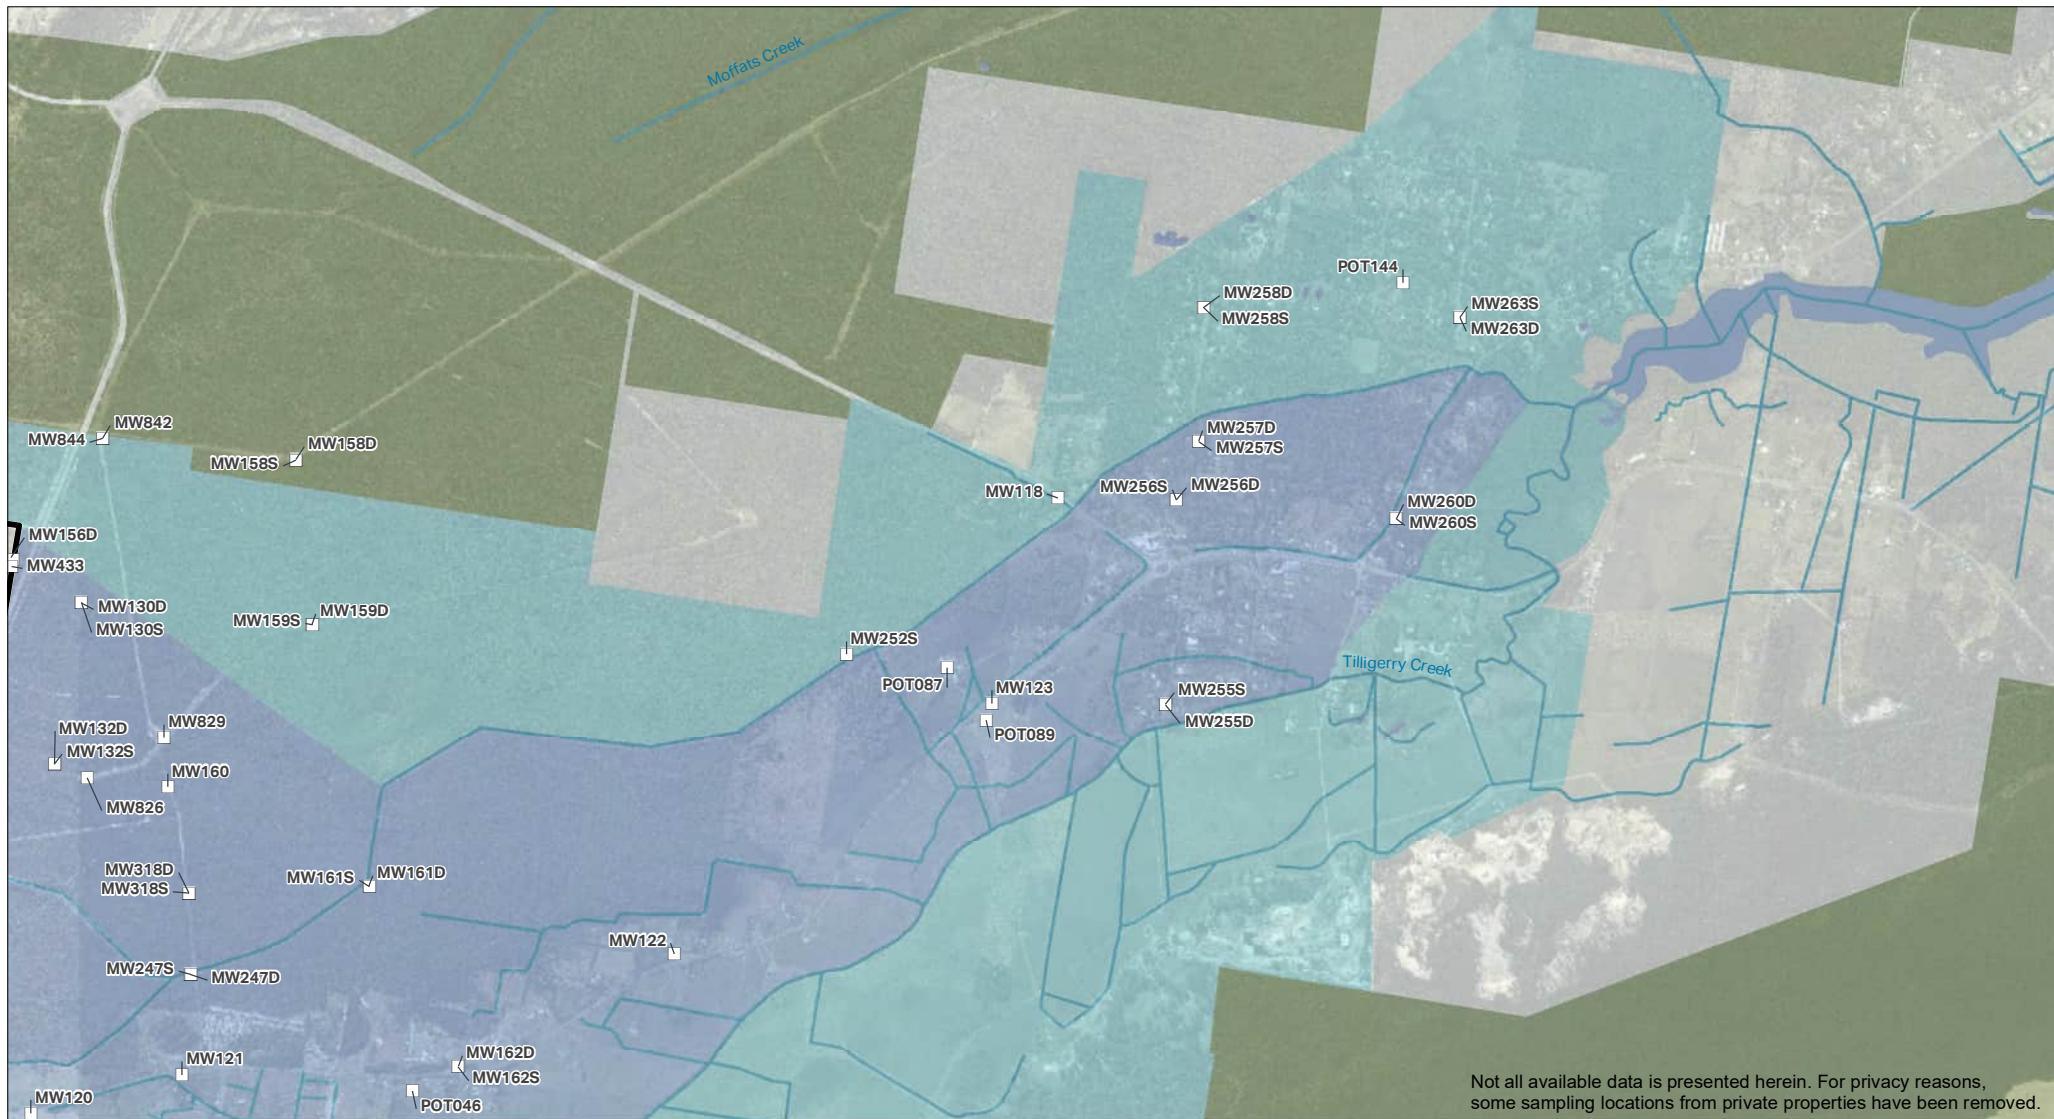 Moffats Creek
POT144
MW258D
MW258S
MW263S
MW263D
MW842
MW844
MW158D
MW158S
MW257D
MW257S
MW118
MW256S
MW256D
MW260D
MW260S
MW156D
MW433
MW130D
MW130S
MW159S
MW159D
MW252S
Tilligerry Creek
POT087
MW123
MW255S
MW255D
POT089
MW132D
MW829
MW132S
MW160
MW826
MW318D
MW318S
MW161S
MW161D
MW122
MW247S
MW247D
MW121
MW162D
MW162S
MW120
POT046
Not all available data is presented herein. For privacy reasons,
some sampling locations from private properties have been removed.